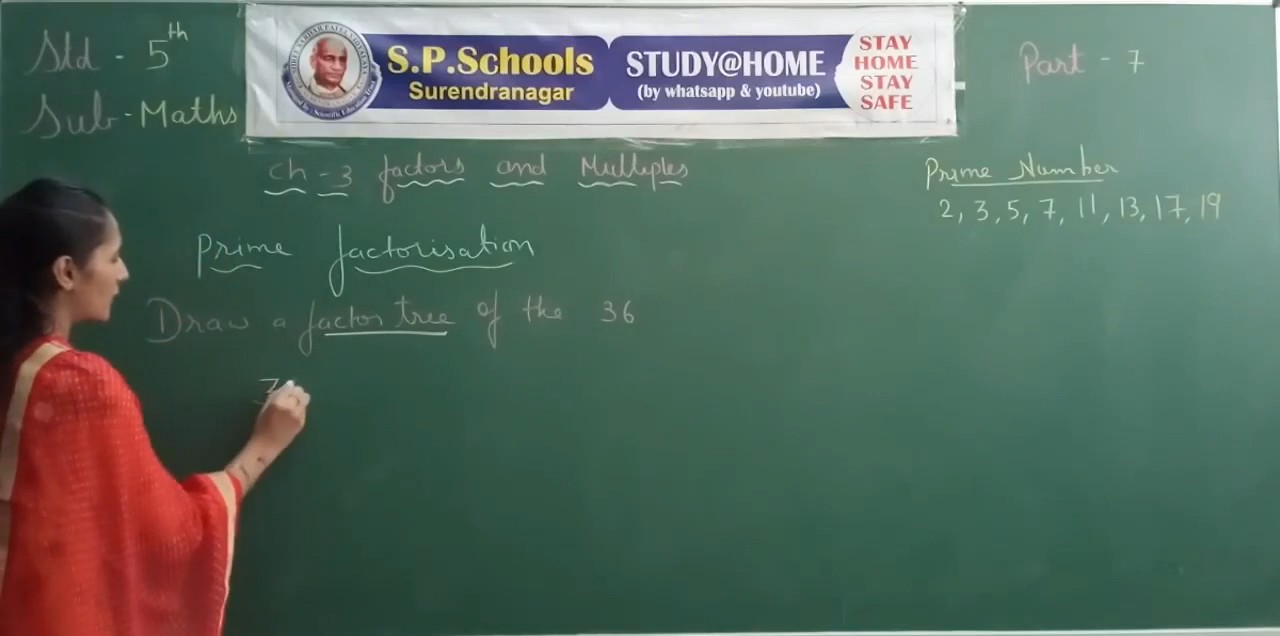 Std - 5th
Sub - Maths
S.P.Schools
Surendranagar
STUDY@HOME
(by whatsapp & youtube)
STAY
HOME
STAY
SAFE
Part - 7
Ch - 3 factors and Multiples
Prime Number
2, 3, 5, 7, 11, 13, 17, 19
Prime factorisation
Draw a factor tree of the 36
3